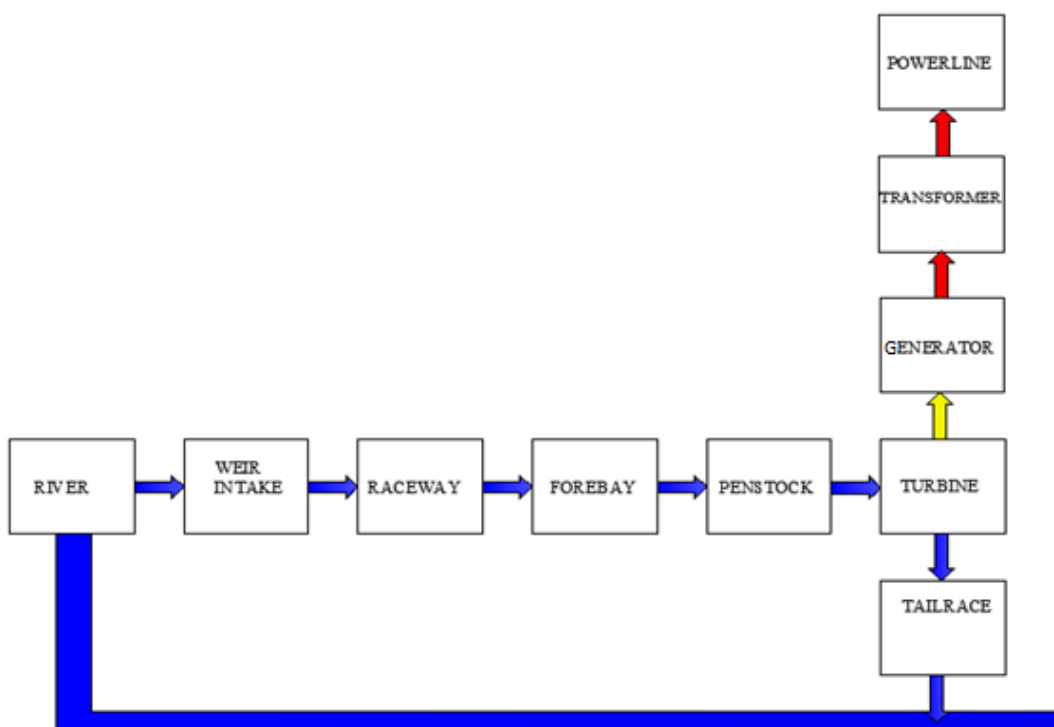 POWERLINE
TRANSFORMER
GENERATOR
RIVER
WEIR
INTAKE
RACEWAY
FOREBAY
PENSTOCK
TURBINE
TAILRACE